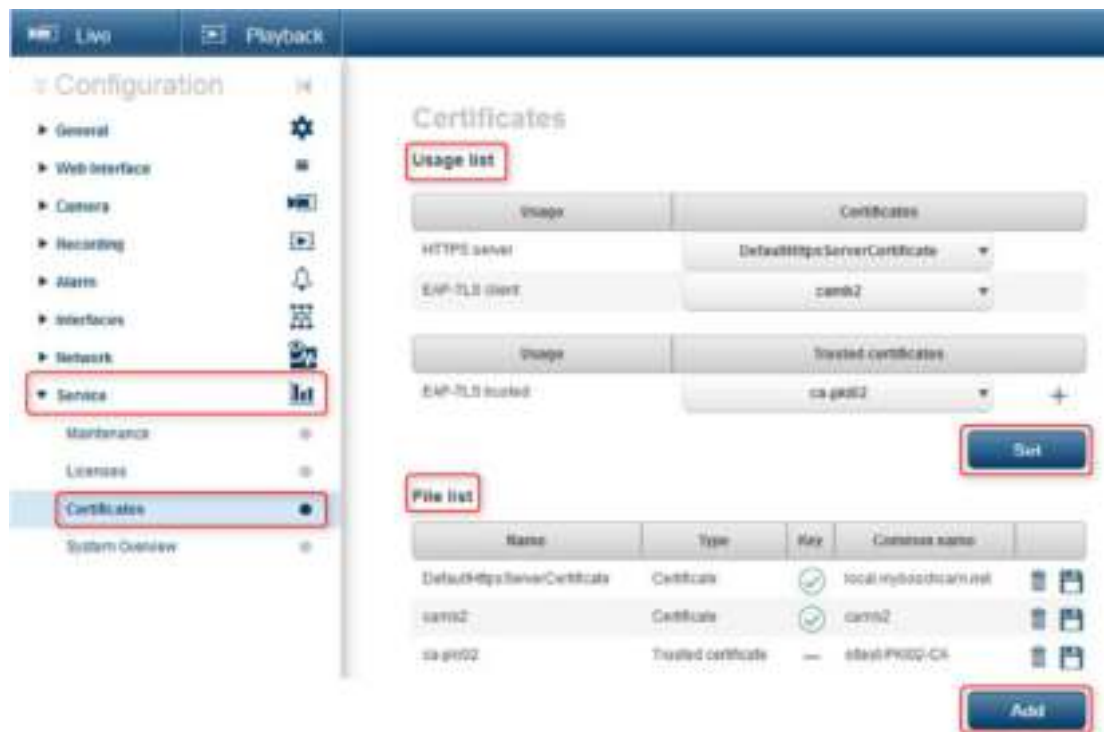 Live Playback
Configuration
General
Web Interface
Camera
Recording
Alarm
Interfaces
Network
Service
Maintenance
Licenses
Certificates
System Overview
Certificates
Usage list
Usage Certificates
HTTPS server DefaultHttpsServerCertificate
EAP-TLS client
Usage Trusted certificates
EAP-TLS trusted
Set
File list
Name Type Key Common name
DefaultHttpsServerCertificate Certificate
Certificate
Trusted certificate
Add